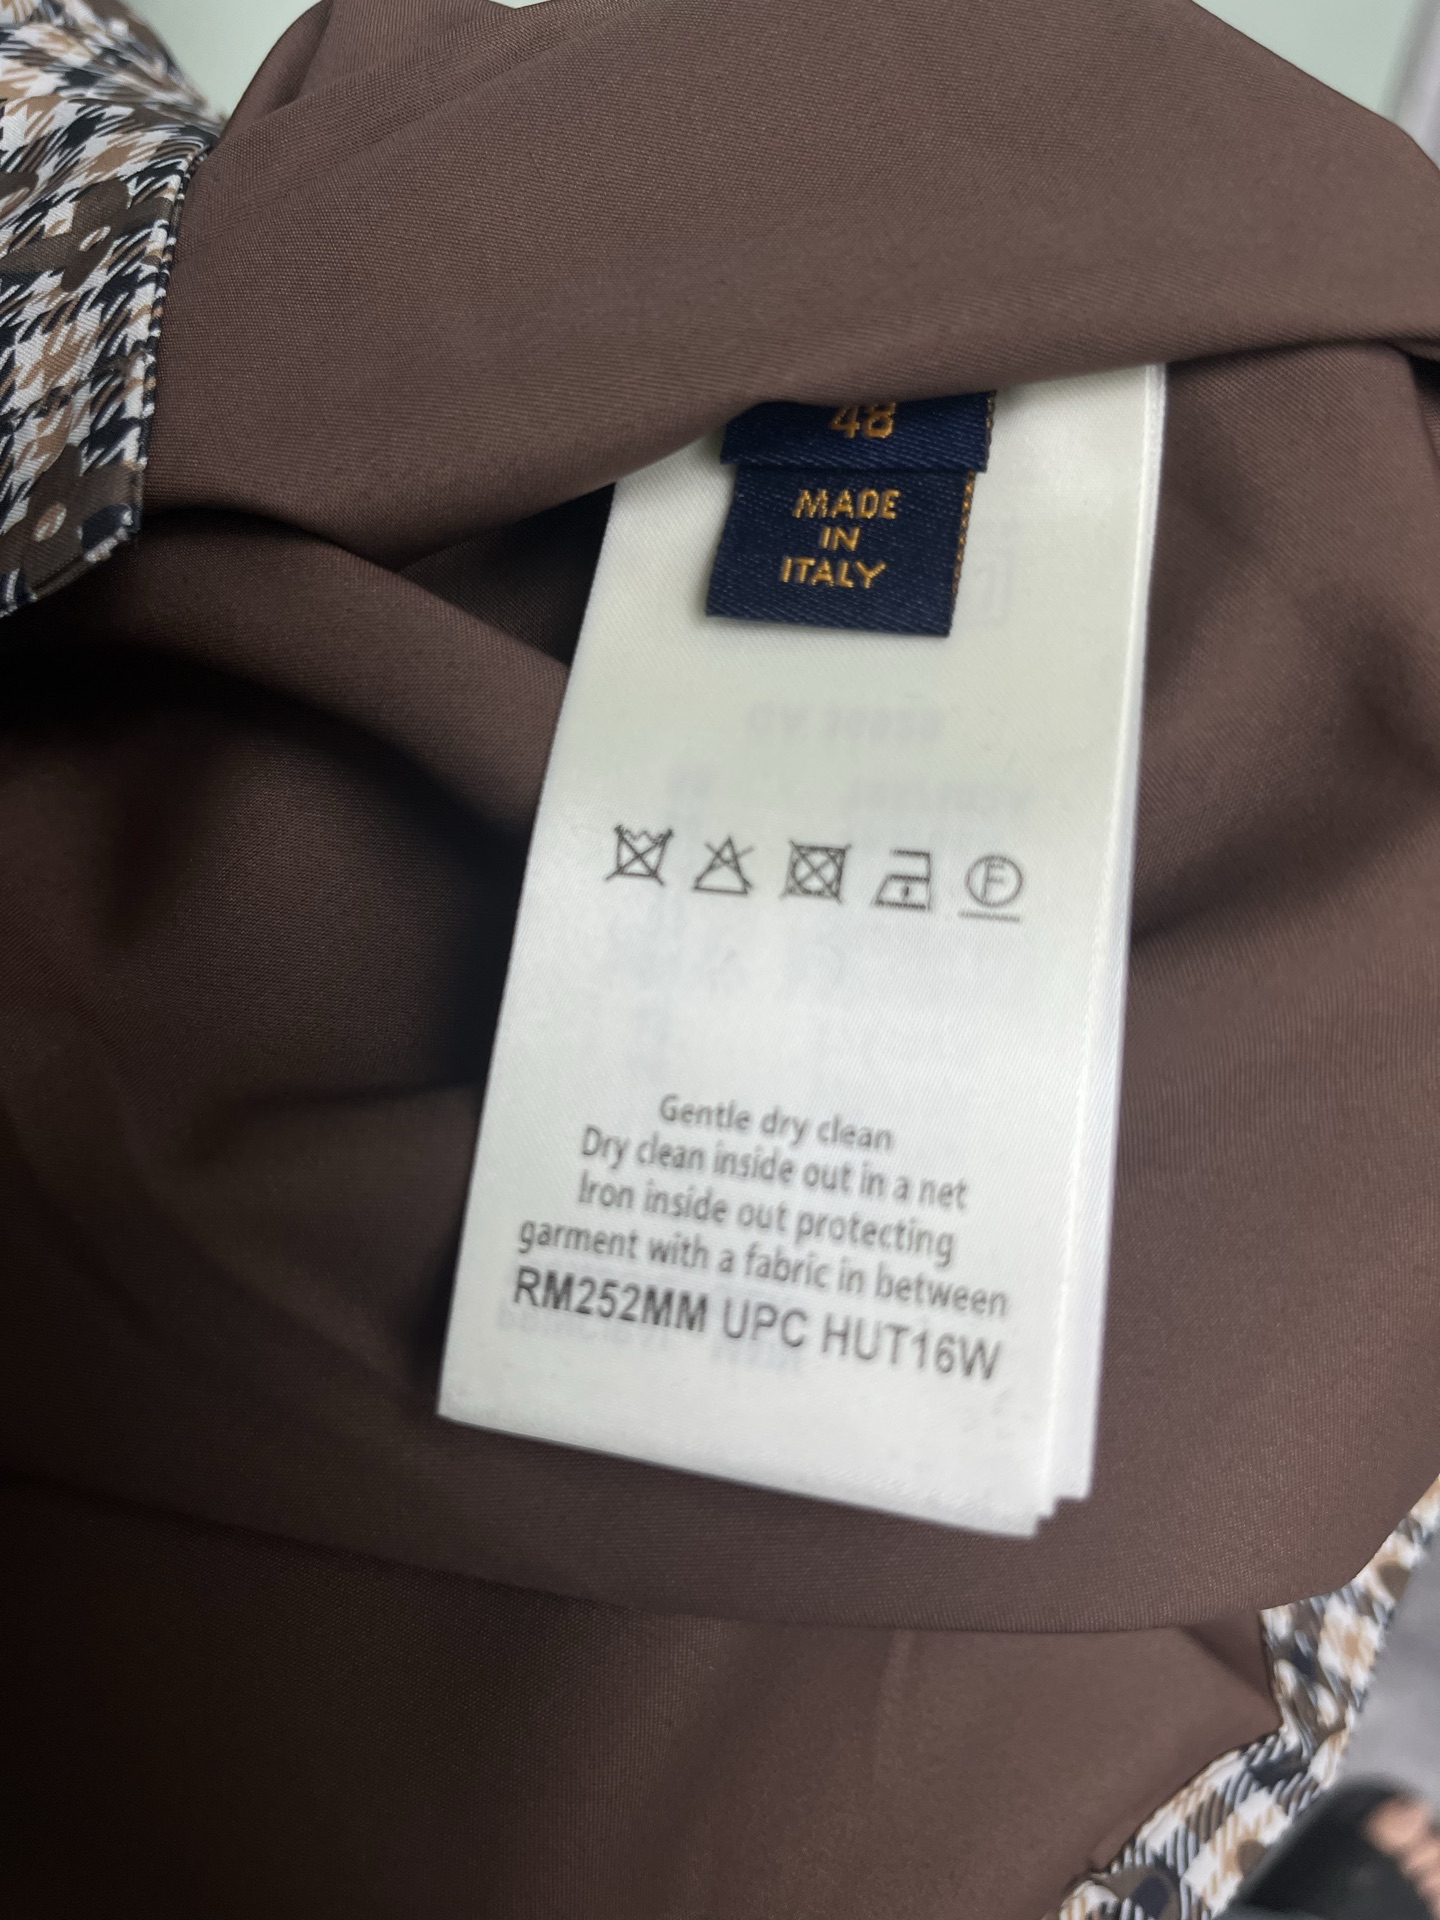 48
MADE
IN
ITALY
F
Gentle dry clean
Dry clean inside out in a net
Iron inside out protecting
garment with a fabric in between
RM252MM UPC HUT16W